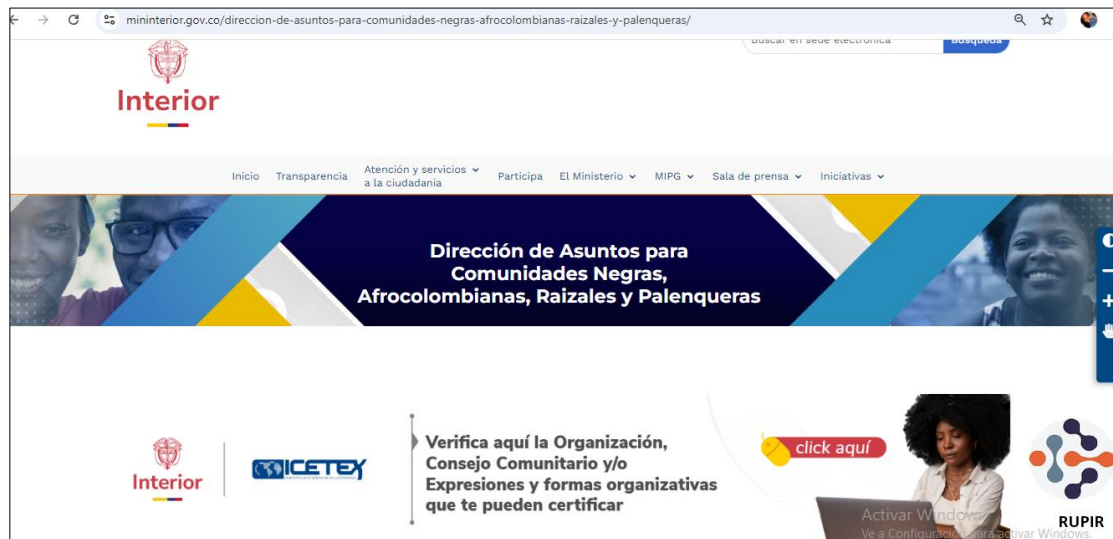 mininterior.gov.co/direccion-de-asuntos-para-comunidades-negras-afrocolombianas-raizales-y-palenqueras/
Buscar en sede electrónica
Búsqueda
Interior
Inicio Transparencia Atención y servicios a la ciudadanía Participa El Ministerio MIPG Sala de prensa Iniciativas
Dirección de Asuntos para
Comunidades Negras,
Afrocolombianas, Raizales y Palenqueras
Interior
ICETEX
Verifica aquí la Organización,
Consejo Comunitario y/o
Expresiones y formas organizativas
que te pueden certificar
click aquí
Activar Windows
Ve a Configuración para activar Windows.
RUPIR